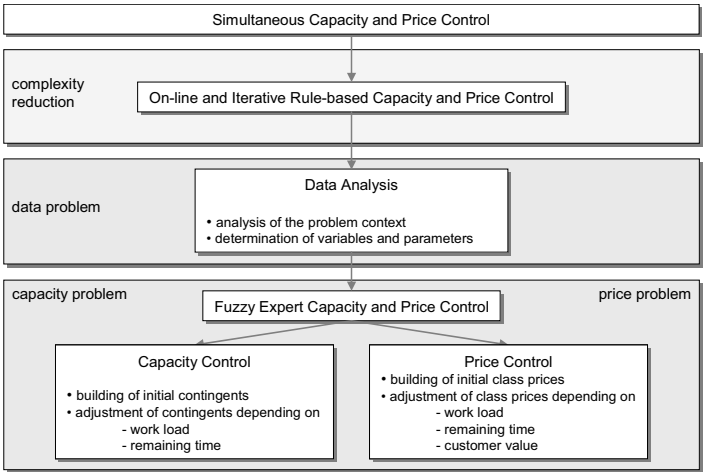 Simultaneous Capacity and Price Control
complexity
reduction
On-line and Iterative Rule-based Capacity and Price Control
data problem
Data Analysis
• analysis of the problem context
• determination of variables and parameters
capacity problem
price problem
Fuzzy Expert Capacity and Price Control
Capacity Control
• building of initial contingents
• adjustment of contingents depending on
- work load
- remaining time
Price Control
• building of initial class prices
• adjustment of class prices depending on
- work load
- remaining time
- customer value